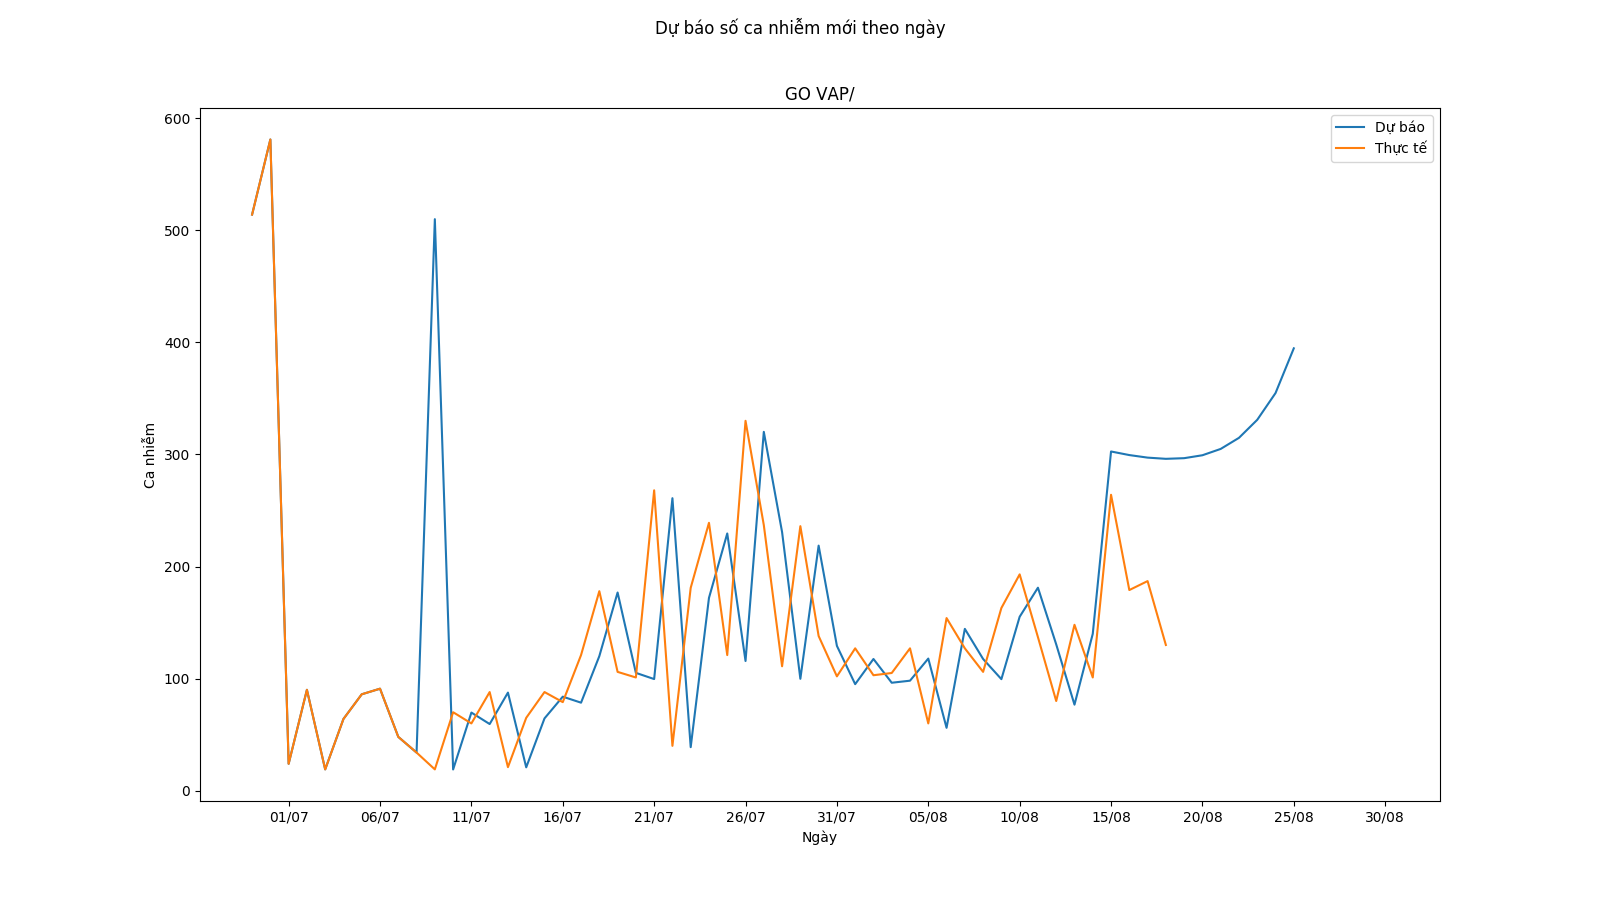 Dự báo số ca nhiễm mới theo ngày
GO VAP/
Dự báo
Thực tế
600
500
400
300
200
100
0
Ca nhiễm
01/07 06/07 11/07 16/07 21/07 26/07 31/07 05/08 10/08 15/08 20/08 25/08 30/08
Ngày